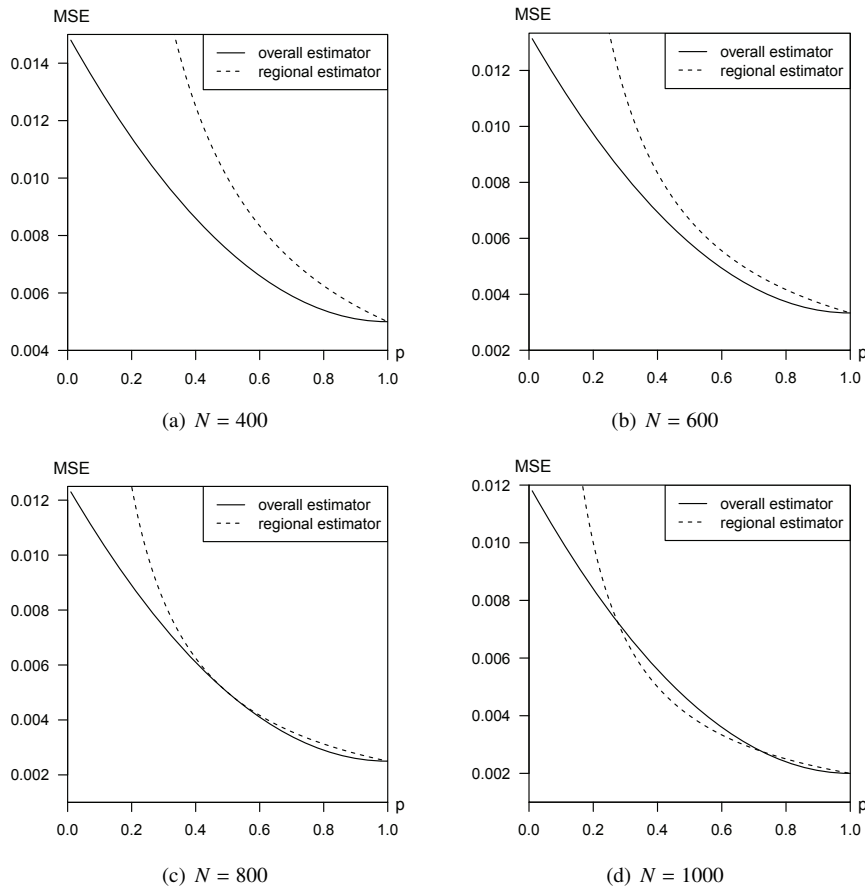 MSE
overall estimator
regional estimator
0.014
0.012
0.010
0.008
0.006
0.004
0.0 0.2 0.4 0.6 0.8 1.0
p
(a) N = 400
MSE
overall estimator
regional estimator
0.012
0.010
0.008
0.006
0.004
0.002
0.0 0.2 0.4 0.6 0.8 1.0
p
(b) N = 600
MSE
overall estimator
regional estimator
0.012
0.010
0.008
0.006
0.004
0.002
0.0 0.2 0.4 0.6 0.8 1.0
p
(c) N = 800
MSE
overall estimator
regional estimator
0.012
0.010
0.008
0.006
0.004
0.002
0.0 0.2 0.4 0.6 0.8 1.0
p
(d) N = 1000